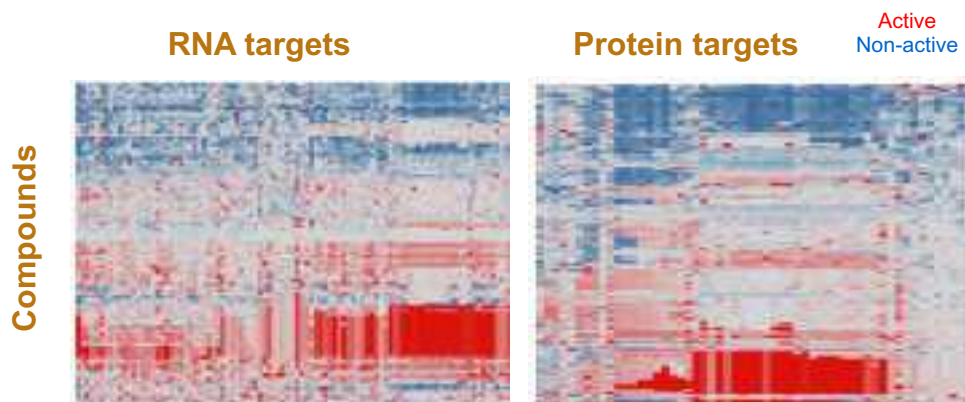 RNA targets
Protein targets
Active
Non-active
Compounds